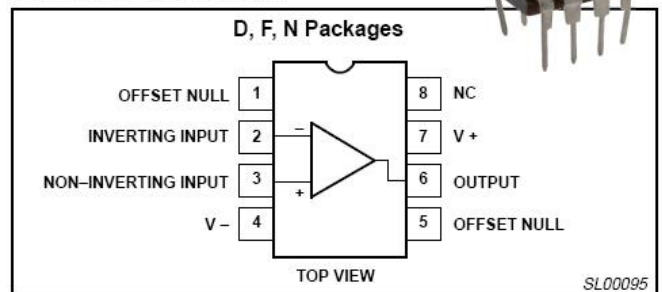 D, F, N Packages
OFFSET NULL 1
8 NC
INVERTING INPUT 2 −
7 V +
NON–INVERTING INPUT 3 +
6 OUTPUT
V – 4
5 OFFSET NULL
TOP VIEW
SL00095